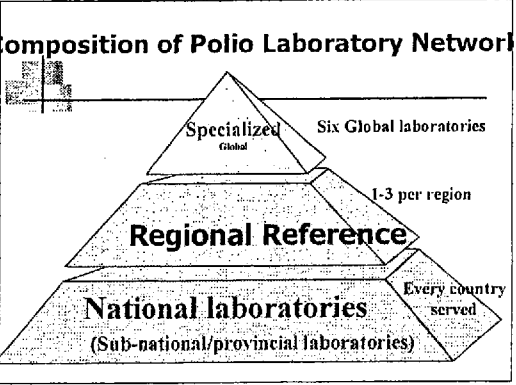 Composition of Polio Laboratory Network
Specialized
Global
Six Global laboratories
1-3 per region
Regional Reference
Every country
served
National laboratories
(Sub-national/provincial laboratories)